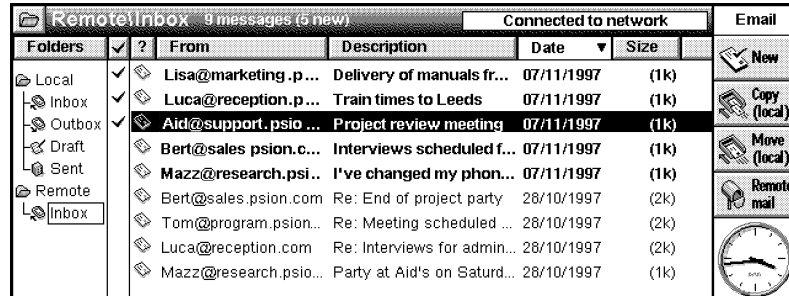 Remote\Inbox 9 messages (5 new) Connected to network Email
Folders ? From Description Date ▼ Size
Local
Inbox
Outbox
Draft
Sent
Remote
Inbox
Lisa@marketing.p... Delivery of manuals fr... 07/11/1997 (1k)
Luca@reception.p... Train times to Leeds 07/11/1997 (1k)
Aid@support.psio ... Project review meeting 07/11/1997 (1k)
Bert@sales psion.c... Interviews scheduled f... 07/11/1997 (1k)
Mazz@research.psi.. I've changed my phon... 07/11/1997 (1k)
Bert@sales.psion.com Re: End of project party 28/10/1997 (2k)
Tom@program.psion... Re: Meeting scheduled ... 28/10/1997 (2k)
Luca@reception.com Re: Interviews for admin... 28/10/1997 (2k)
Mazz@research.psio... Party at Aid's on Saturd... 28/10/1997 (1k)
New
Copy
(local)
Move
(local)
Remote
mail